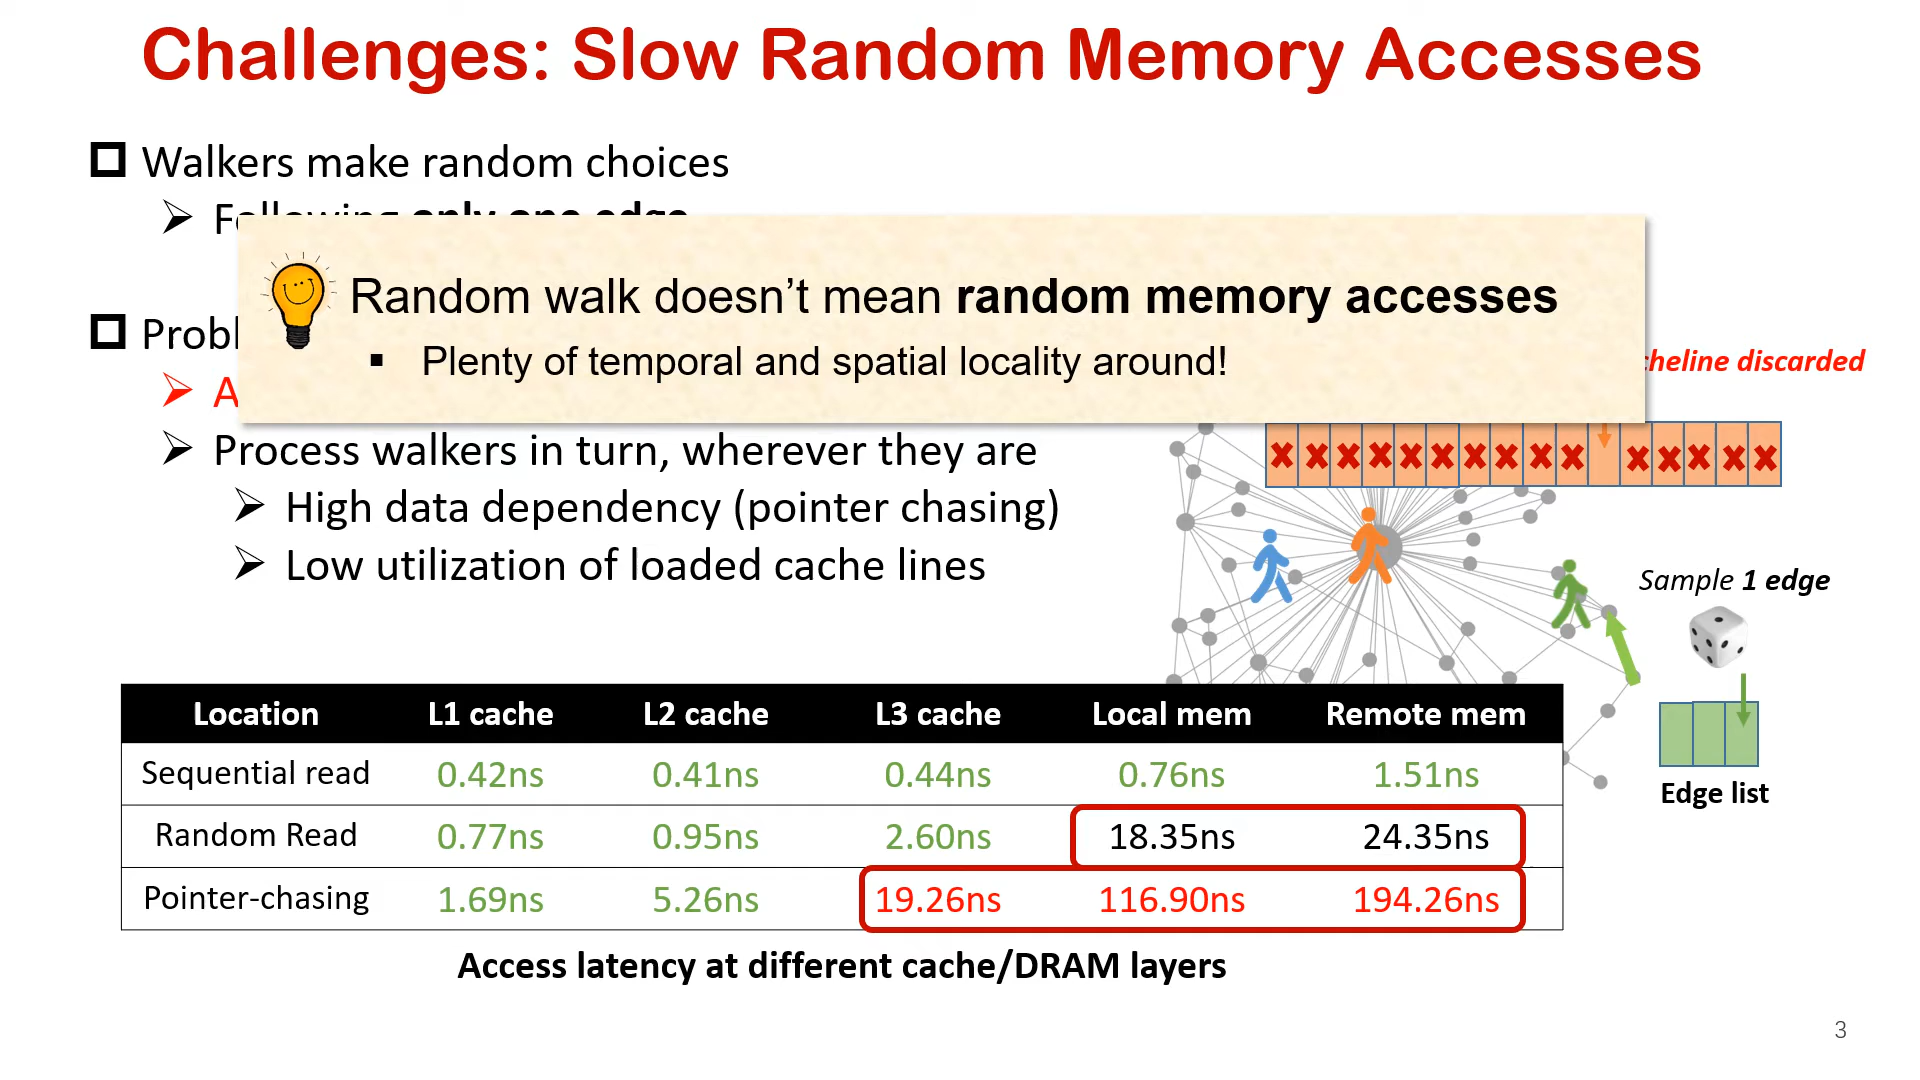 Challenges: Slow Random Memory Accesses
Walkers make random choices
Following only one edge
Random walk doesn't mean random memory accesses
Plenty of temporal and spatial locality around!
discarded
Process walkers in turn, wherever they are
High data dependency (pointer chasing)
Low utilization of loaded cache lines
Sample 1 edge
Edge list
Location L1 cache L2 cache L3 cache Local mem Remote mem
Sequential read 0.42ns 0.41ns 0.44ns 0.76ns 1.51ns
Random Read 0.77ns 0.95ns 2.60ns 18.35ns 24.35ns
Pointer-chasing 1.69ns 5.26ns 19.26ns 116.90ns 194.26ns
Access latency at different cache/DRAM layers
3